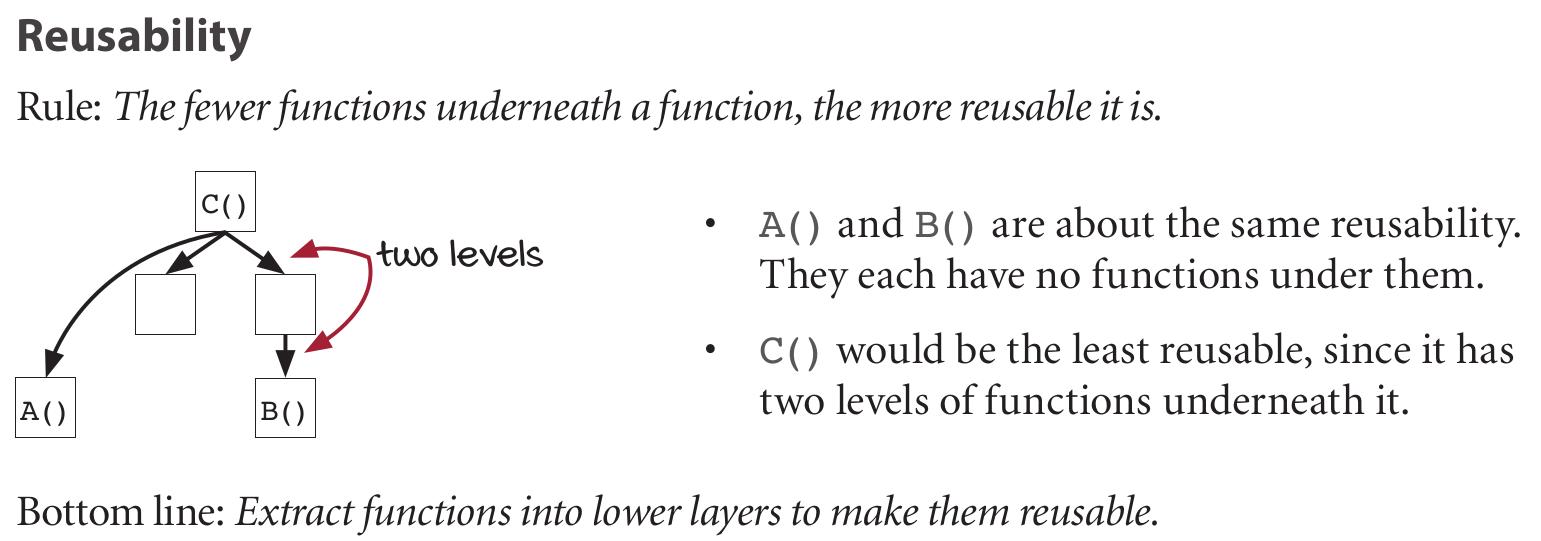 Reusability
Rule: The fewer functions underneath a function, the more reusable it is.
C()
two levels
A()
B()
• A() and B() are about the same reusability.
They each have no functions under them.
• C() would be the least reusable, since it has
two levels of functions underneath it.
Bottom line: Extract functions into lower layers to make them reusable.